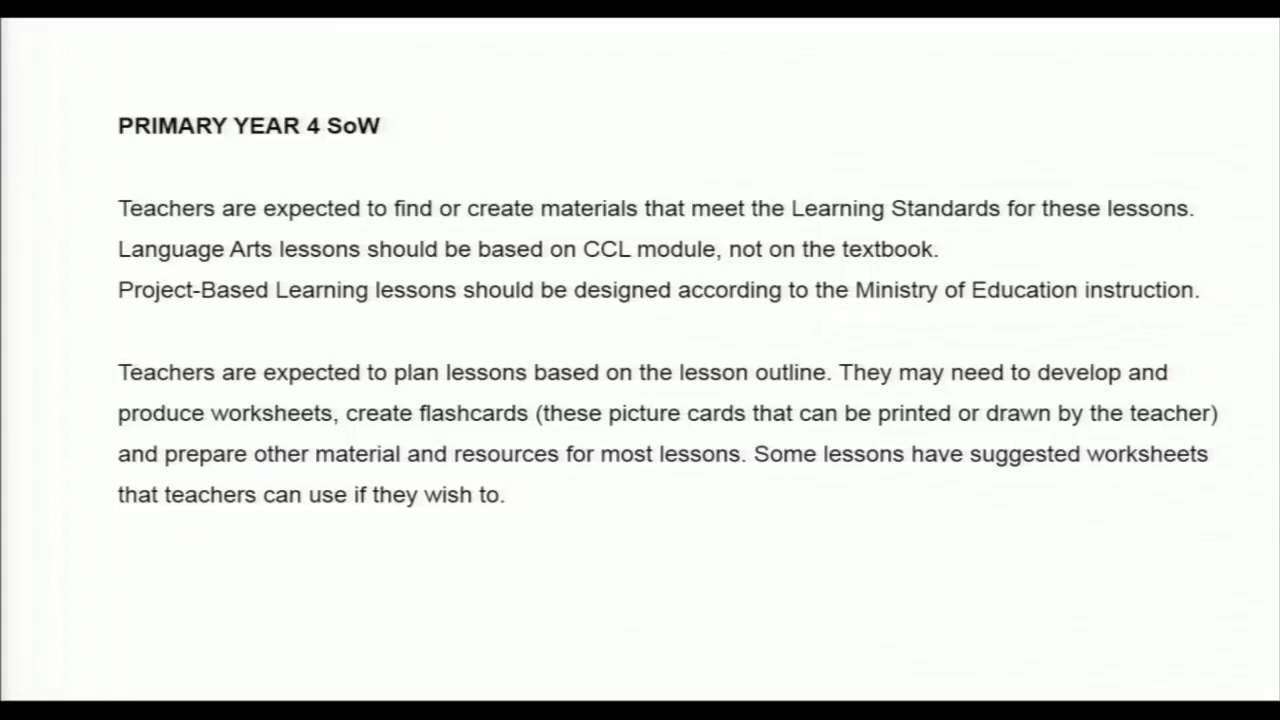 PRIMARY YEAR 4 SoW
Teachers are expected to find or create materials that meet the Learning Standards for these lessons.
Language Arts lessons should be based on CCL module, not on the textbook.
Project-Based Learning lessons should be designed according to the Ministry of Education instruction.
Teachers are expected to plan lessons based on the lesson outline. They may need to develop and
produce worksheets, create flashcards (these picture cards that can be printed or drawn by the teacher)
and prepare other material and resources for most lessons. Some lessons have suggested worksheets
that teachers can use if they wish to.